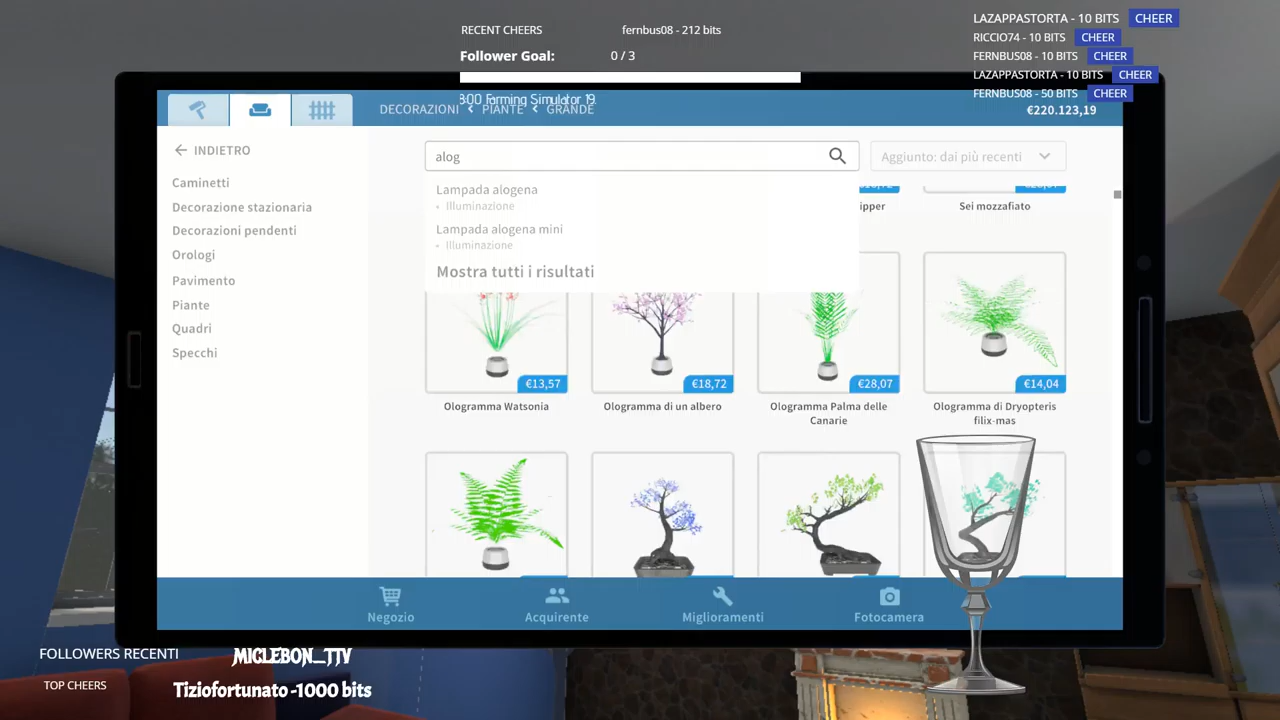 RECENT CHEERS
fernbus08 - 212 bits
Follower Goal:
0 / 3
LAZAPPASTORTA - 10 BITS CHEER
RICCIO74 - 10 BITS CHEER
FERNBUS08 - 10 BITS CHEER
LAZAPPASTORTA - 10 BITS CHEER
FERNBUS08 - 50 BITS CHEER
:00 Farming Simulator 19
DECORAZIONI < PIANTE < GRANDE
€220.123,19
INDIETRO
Caminetti
Decorazione stazionaria
Decorazioni pendenti
Orologi
Pavimento
Piante
Quadri
Specchi
alog
Aggiunto: dai più recenti
Lampada alogena
• Illuminazione
Lampada alogena mini
• Illuminazione
Mostra tutti i risultati
ipper
Sei mozzafiato
€13,57
€18,72
€28,07
€14,04
Ologramma Watsonia
Ologramma di un albero
Ologramma Palma delle
Canarie
Ologramma di Dryopteris
filix-mas
Negozio
Acquirente
Miglioramenti
Fotocamera
FOLLOWERS RECENTI
MICLEBON_TTV
TOP CHEERS
Tiziofortunato -1000 bits